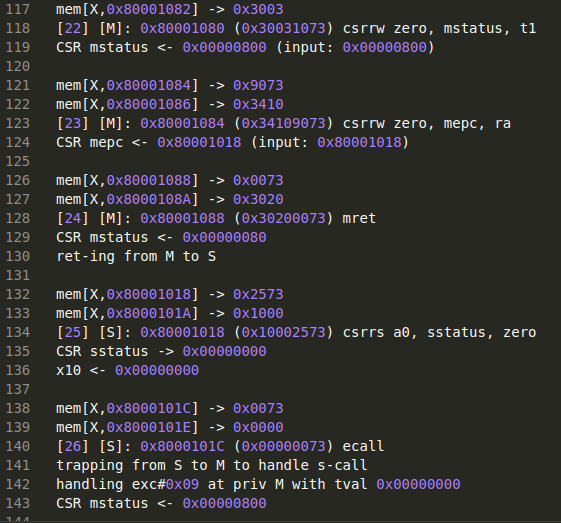 117 mem[X,0x80001082] -> 0x3003
118 [22] [M]: 0x80001080 (0x30031073) csrrw zero, mstatus, t1
119 CSR mstatus <- 0x00000800 (input: 0x00000800)
120
121 mem[X,0x80001084] -> 0x9073
122 mem[X,0x80001086] -> 0x3410
123 [23] [M]: 0x80001084 (0x34109073) csrrw zero, mepc, ra
124 CSR mepc <- 0x80001018 (input: 0x80001018)
125
126 mem[X,0x80001088] -> 0x0073
127 mem[X,0x8000108A] -> 0x3020
128 [24] [M]: 0x80001088 (0x30200073) mret
129 CSR mstatus <- 0x00000080
130 ret-ing from M to S
131
132 mem[X,0x80001018] -> 0x2573
133 mem[X,0x8000101A] -> 0x1000
134 [25] [S]: 0x80001018 (0x10002573) csrrs a0, sstatus, zero
135 CSR sstatus -> 0x00000000
136 x10 <- 0x00000000
137
138 mem[X,0x8000101C] -> 0x0073
139 mem[X,0x8000101E] -> 0x0000
140 [26] [S]: 0x8000101C (0x00000073) ecall
141 trapping from S to M to handle s-call
142 handling exc#0x09 at priv M with tval 0x00000000
143 CSR mstatus <- 0x00000800